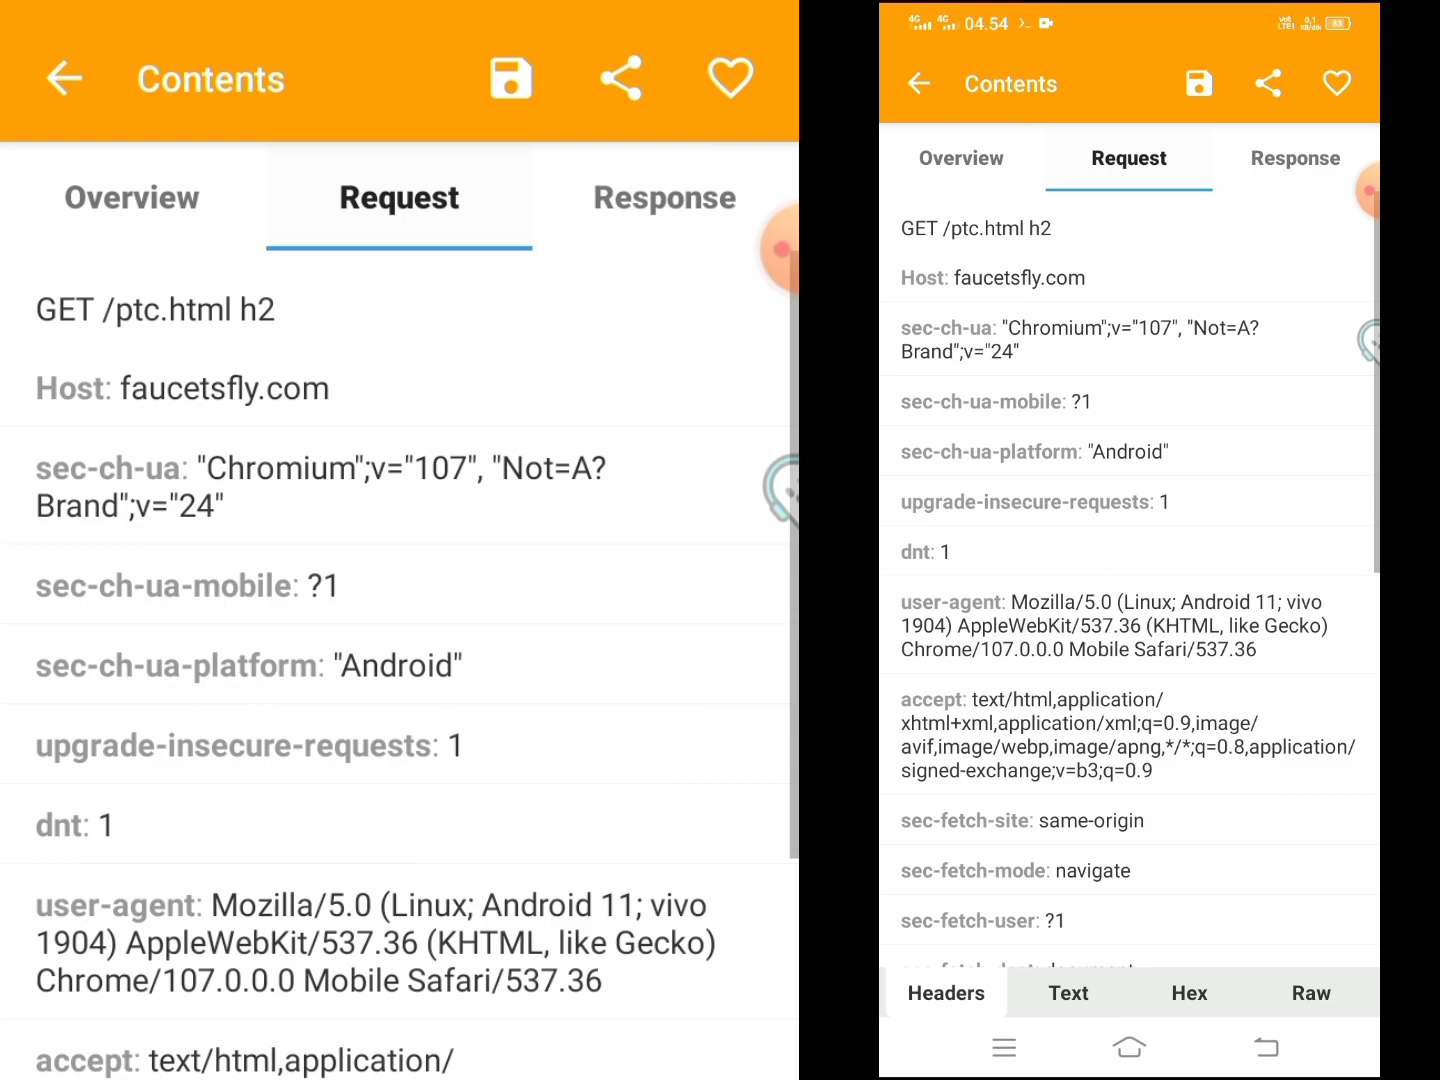 Contents
Overview
Request
Response
GET /ptc.html h2
Host: faucetsfly.com
sec-ch-ua: "Chromium";v="107", "Not=A?
Brand";v="24"
sec-ch-ua-mobile: ?1
sec-ch-ua-platform: "Android"
upgrade-insecure-requests: 1
dnt: 1
user-agent: Mozilla/5.0 (Linux; Android 11; vivo
1904) AppleWebKit/537.36 (KHTML, like Gecko)
Chrome/107.0.0.0 Mobile Safari/537.36
accept: text/html,application/
4G 4G 04.54
Contents
Overview
Request
Response
GET /ptc.html h2
Host: faucetsfly.com
sec-ch-ua: "Chromium";v="107", "Not=A?
Brand";v="24"
sec-ch-ua-mobile: ?1
sec-ch-ua-platform: "Android"
upgrade-insecure-requests: 1
dnt: 1
user-agent: Mozilla/5.0 (Linux; Android 11; vivo
1904) AppleWebKit/537.36 (KHTML, like Gecko)
Chrome/107.0.0.0 Mobile Safari/537.36
accept: text/html,application/
xhtml+xml,application/xml;q=0.9,image/
avif,image/webp,image/apng,*/*;q=0.8,application/
signed-exchange;v=b3;q=0.9
sec-fetch-site: same-origin
sec-fetch-mode: navigate
sec-fetch-user: ?1
Headers
Text
Hex
Raw